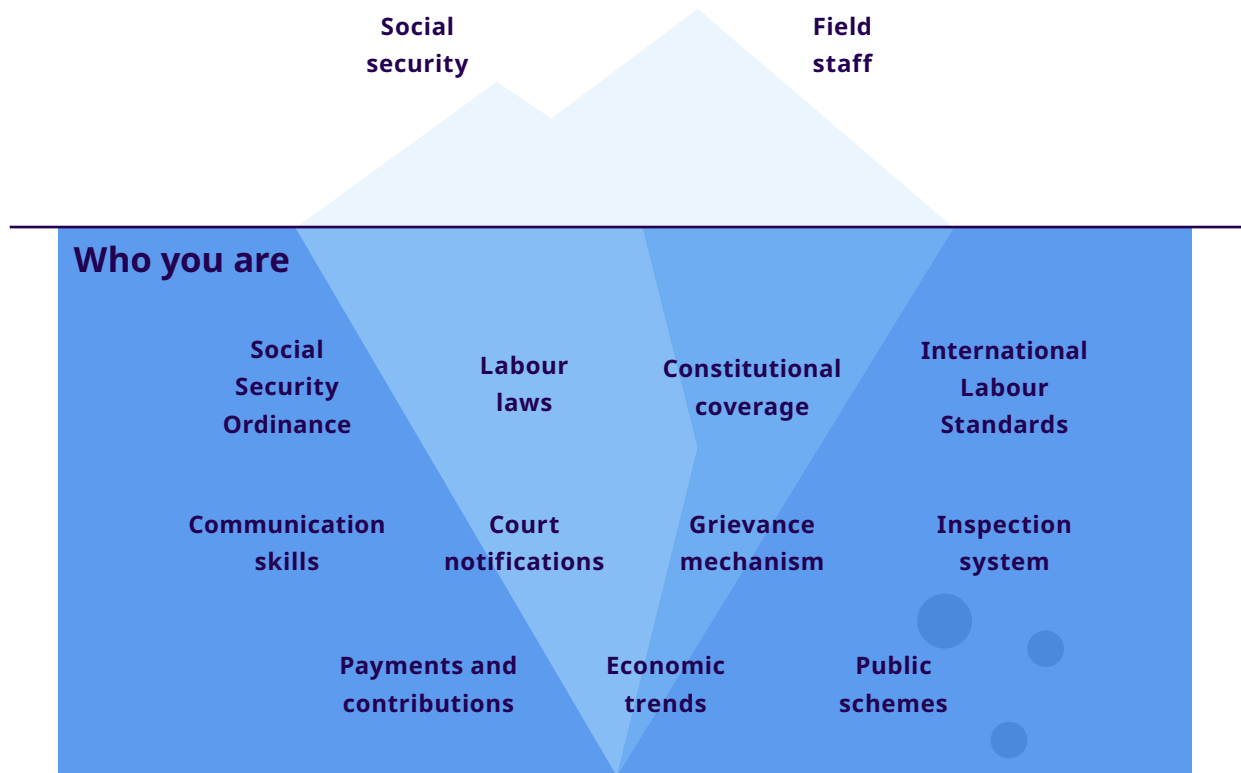 Social
security
Field
staff
Who you are
Social
Security
Ordinance
Labour
laws
Constitutional
coverage
International
Labour
Standards
Communication
skills
Court
notifications
Grievance
mechanism
Inspection
system
Payments and
contributions
Economic
trends
Public
schemes